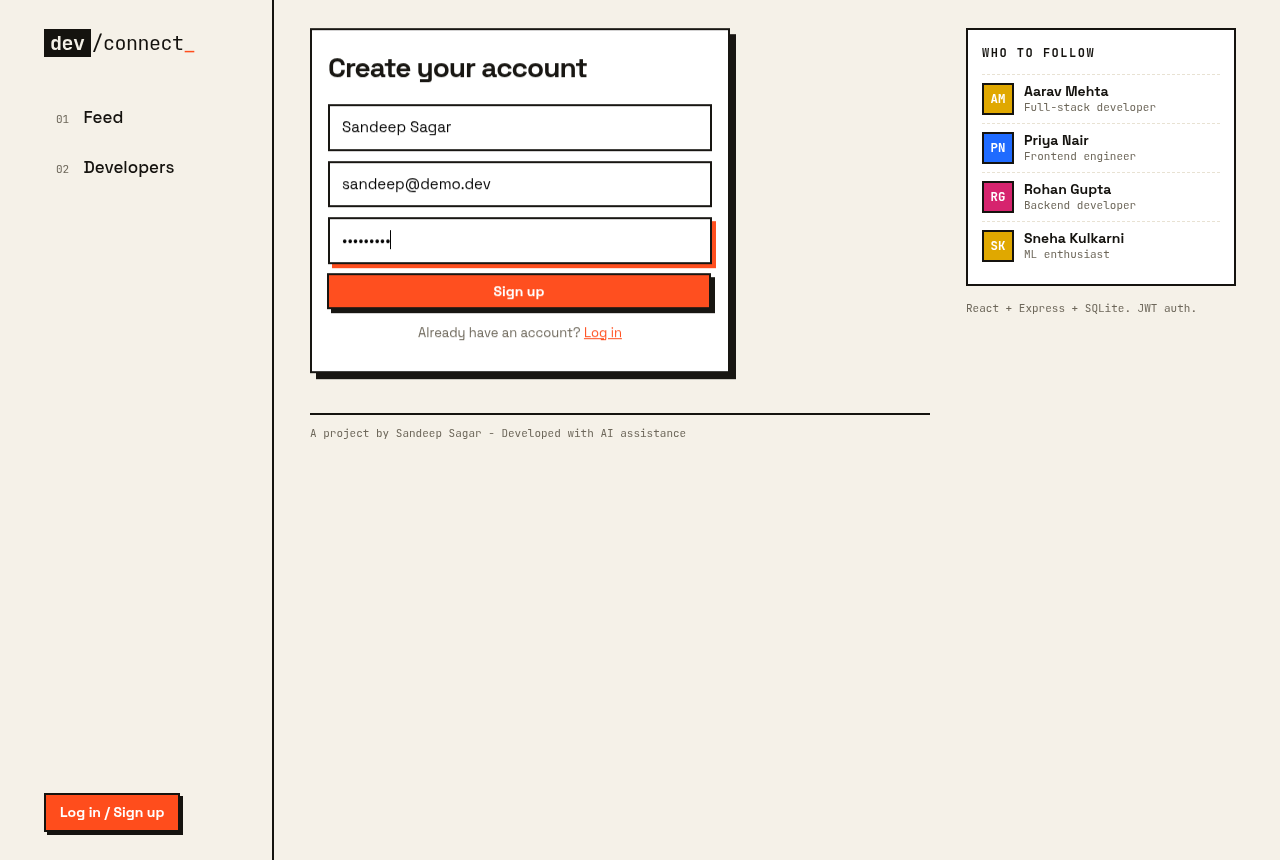 dev/connect_
01 Feed
02 Developers
Log in / Sign up
Create your account
Sandeep Sagar
sandeep@demo.dev
•••••••••
Sign up
Already have an account? Log in
A project by Sandeep Sagar - Developed with AI assistance
WHO TO FOLLOW
AM
Aarav Mehta
Full-stack developer
PN
Priya Nair
Frontend engineer
RG
Rohan Gupta
Backend developer
SK
Sneha Kulkarni
ML enthusiast
React + Express + SQLite. JWT auth.